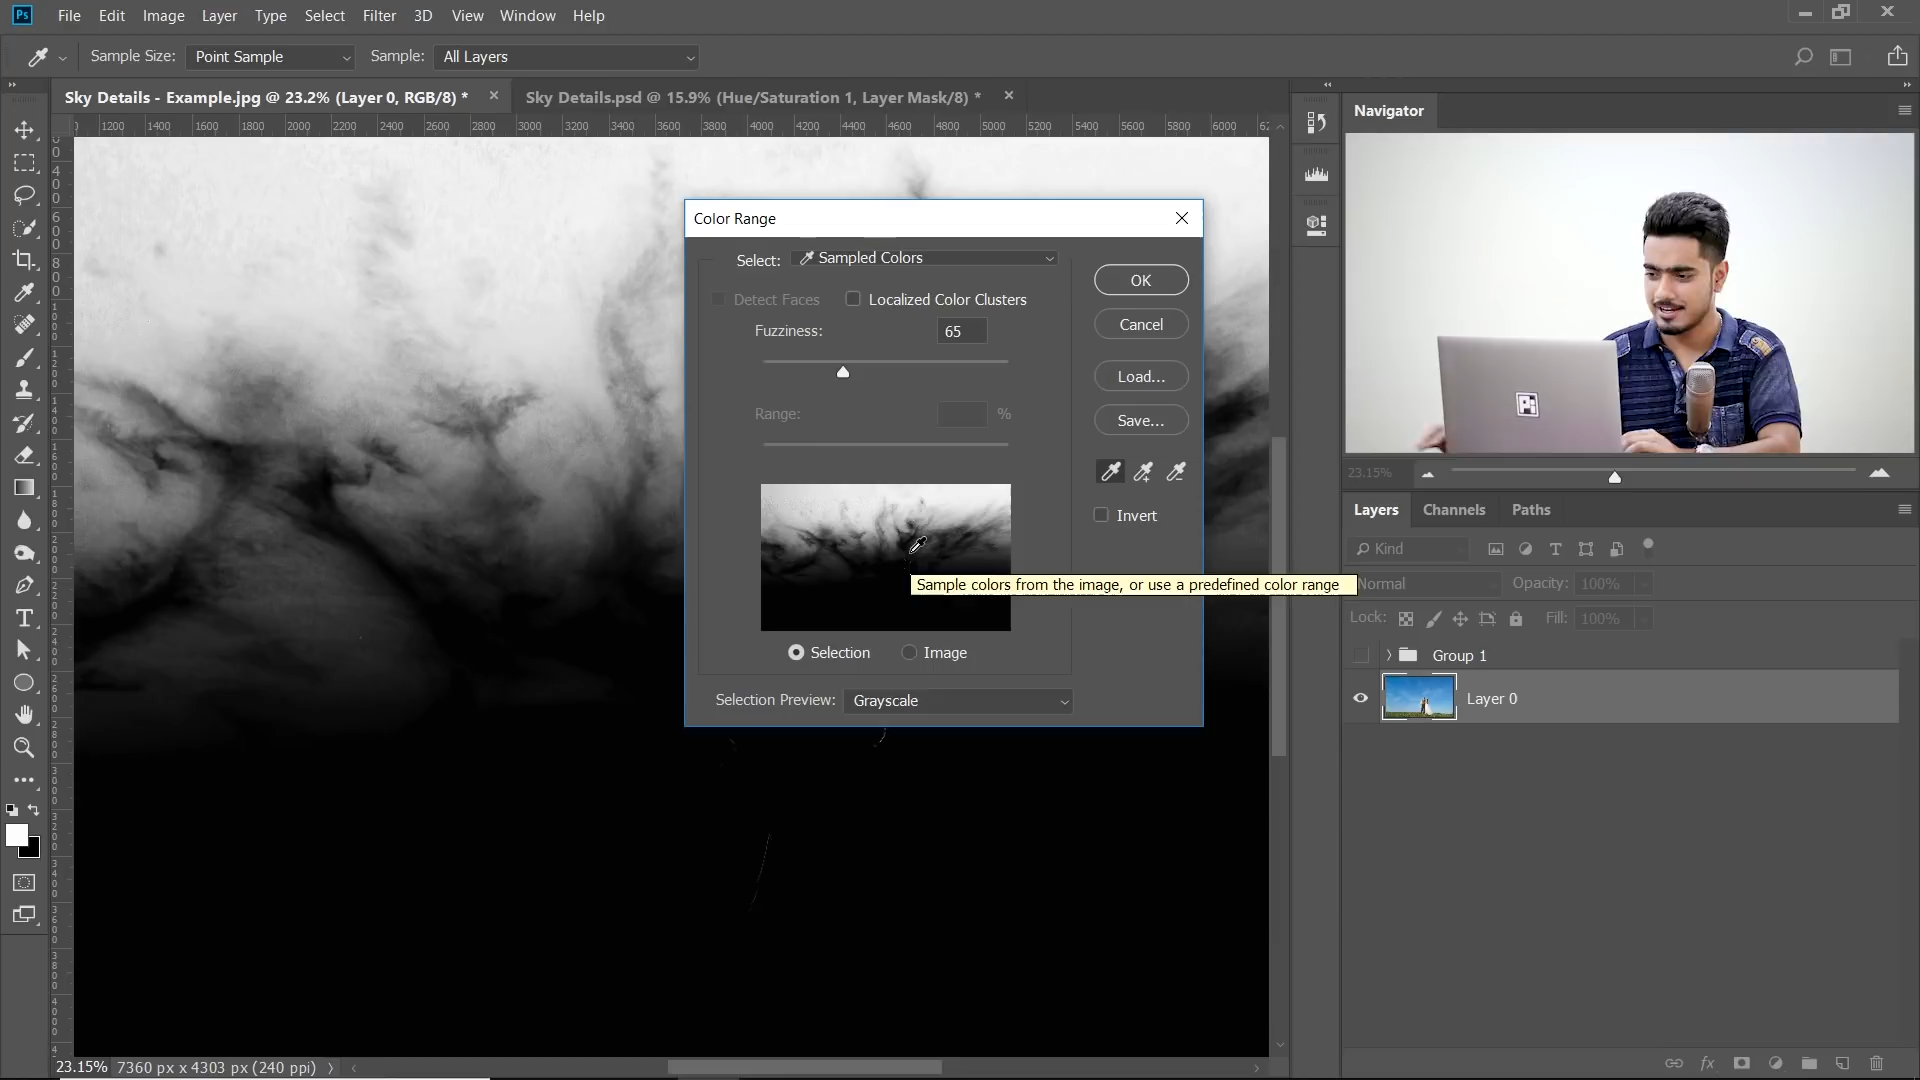 Ps File Edit Image Layer Type Select Filter 3D View Window Help
Sample Size: Point Sample Sample: All Layers
Sky Details - Example.jpg @ 23.2% (Layer 0, RGB/8) * Sky Details.psd @ 15.9% (Hue/Saturation 1, Layer Mask/8) *
1200 1400 1600 1800 2000 2200 2400 2600 2800 3000 3200 3400 3600 3800 4000 4200 4400 4600 4800 5000 5200 5400 5600 5800 6000
Navigator
Color Range
Select: Sampled Colors
OK
Detect Faces Localized Color Clusters
Fuzziness: 65
Cancel
Load...
Range: %
Save...
23.15%
Invert
Layers Channels Paths
Kind
Sample colors from the image, or use a predefined color range
Normal Opacity: 100%
Lock: Fill: 100%
Selection Image
Group 1
Selection Preview: Grayscale
Layer 0
23.15% 7360 px x 4303 px (240 ppi)
fx